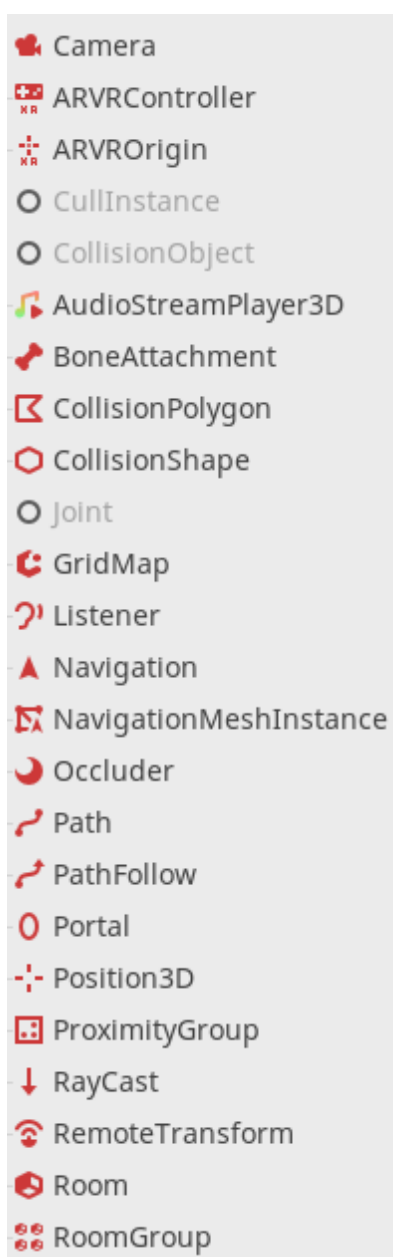 Camera
ARVRController
ARVROrigin
CullInstance
CollisionObject
AudioStreamPlayer3D
BoneAttachment
CollisionPolygon
CollisionShape
Joint
GridMap
Listener
Navigation
NavigationMeshInstance
Occluder
Path
PathFollow
Portal
Position3D
ProximityGroup
RayCast
RemoteTransform
Room
RoomGroup